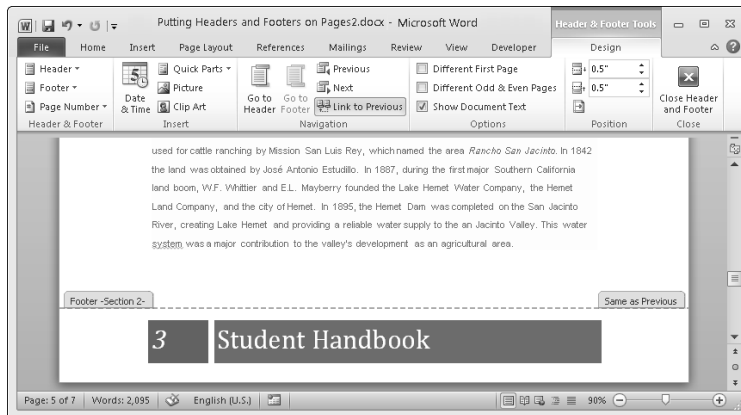 Putting Headers and Footers on Pages2.docx - Microsoft Word
Header & Footer Tools
File Home Insert Page Layout References Mailings Review View Developer Design
Header
Footer
Page Number
Header & Footer
Date & Time
Quick Parts
Picture
Clip Art
Insert
Go to Header
Go to Footer
Previous
Next
Link to Previous
Navigation
Different First Page
Different Odd & Even Pages
Show Document Text
Options
0.5"
0.5"
Position
Close Header and Footer
Close
used for cattle ranching by Mission San Luis Rey, which named the area Rancho San Jacinto. In 1842
the land was obtained by José Antonio Estudillo. In 1887, during the first major Southern California
land boom, W.F. Whittier and E.L. Mayberry founded the Lake Hemet Water Company, the Hemet
Land Company, and the city of Hemet. In 1895, the Hemet Dam was completed on the San Jacinto
River, creating Lake Hemet and providing a reliable water supply to the an Jacinto Valley. This water
system was a major contribution to the valley's development as an agricultural area.
Footer -Section 2-
Same as Previous
3 Student Handbook
Page: 5 of 7 Words: 2,095 English (U.S.) 90%